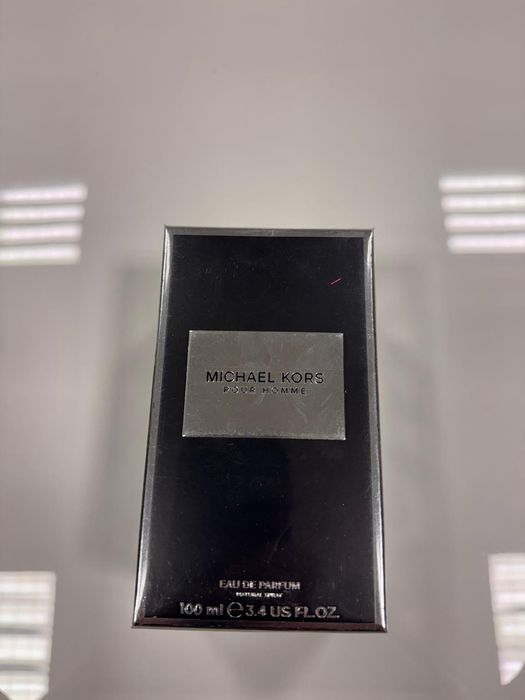 MICHAEL KORS
POUR HOMME
EAU DE PARFUM
NATURAL SPRAY
100 ml ℮ 3.4 US FL.OZ.